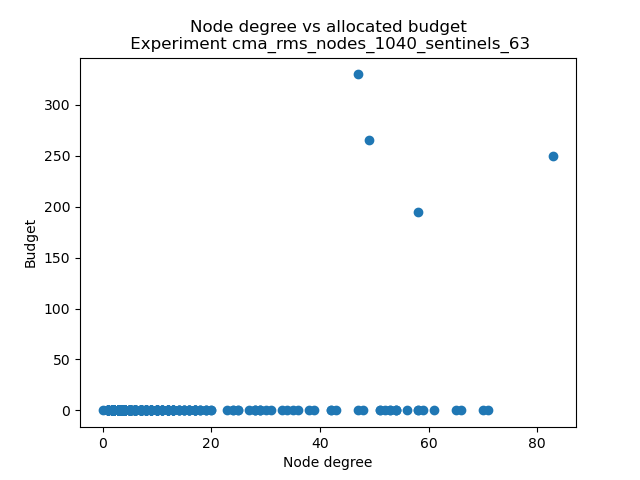 Node degree vs allocated budget
Experiment cma_rms_nodes_1040_sentinels_63
300
250
200
150
100
50
0
Budget
0 20 40 60 80
Node degree